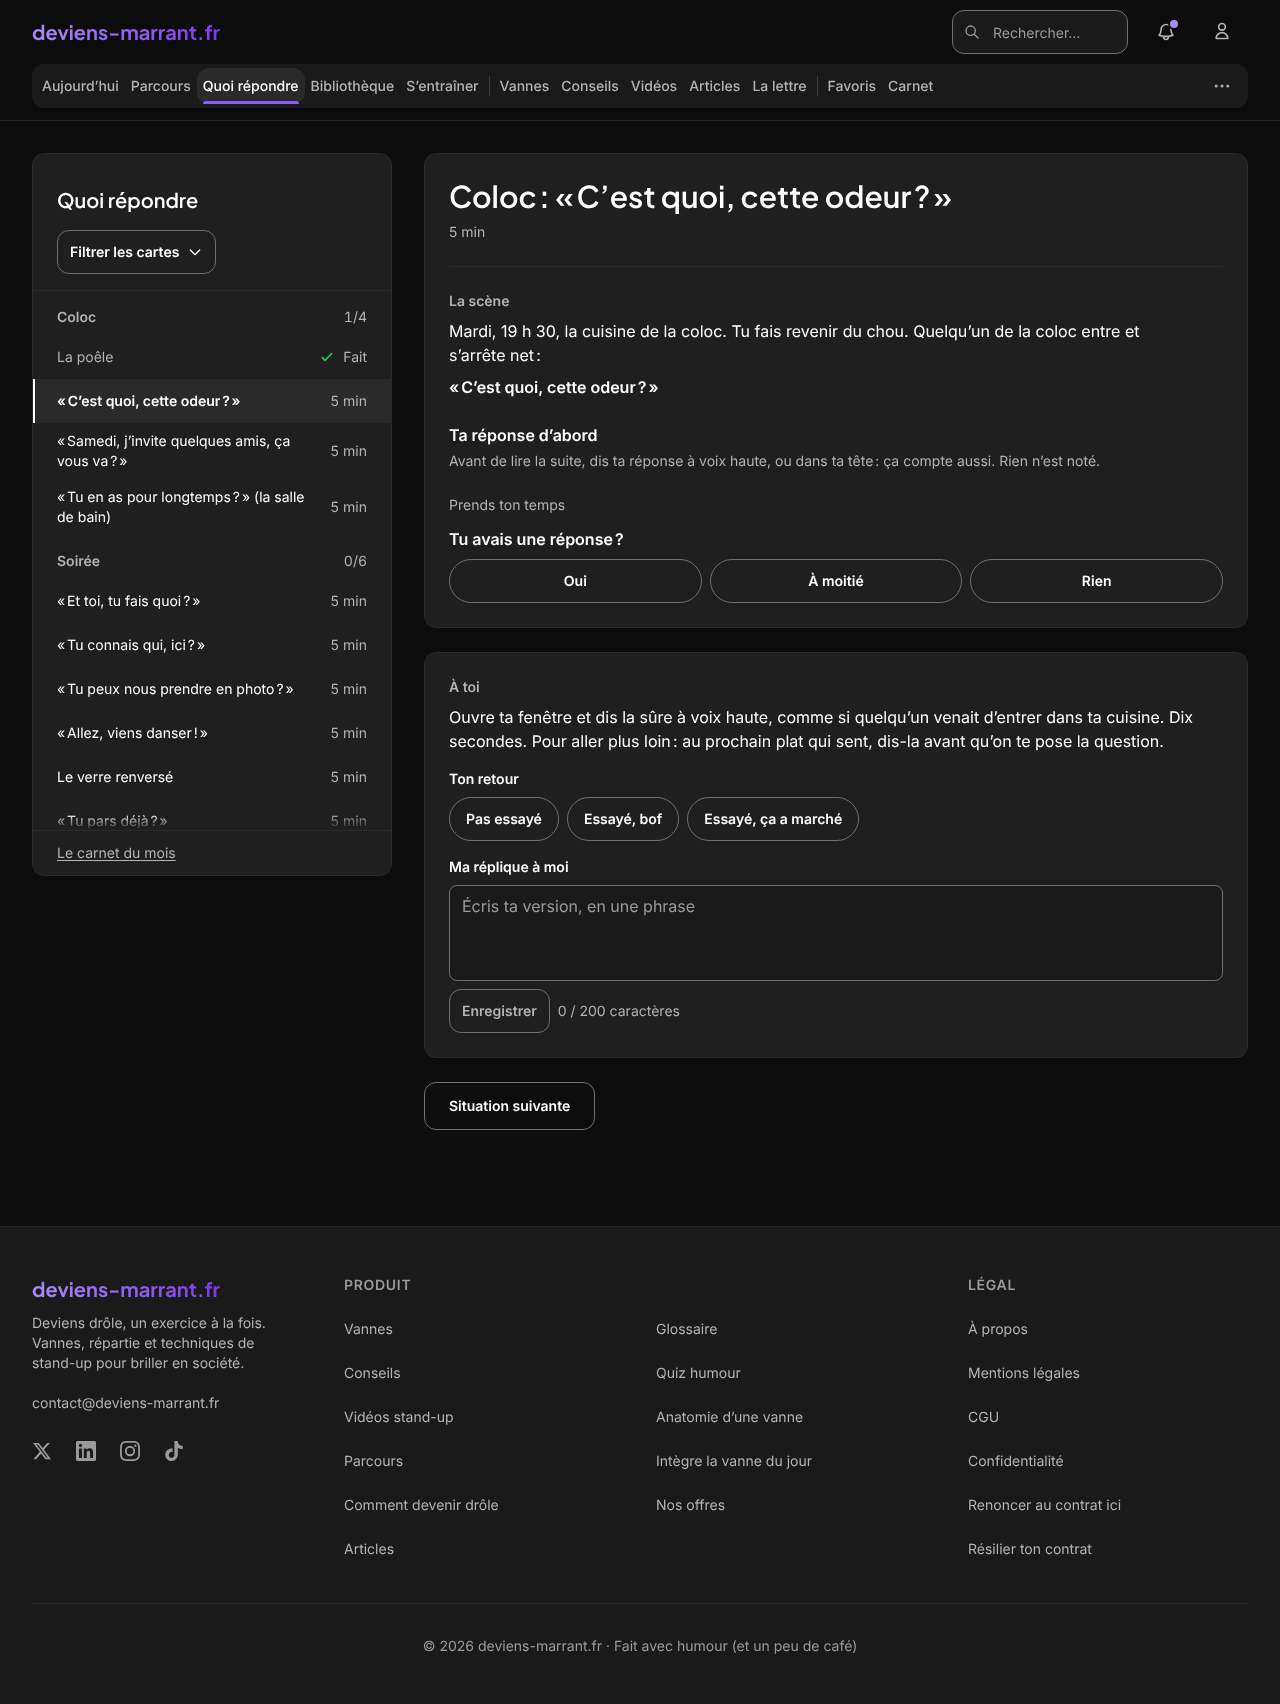 deviens-marrant.fr
Rechercher...
Aujourd’hui Parcours Quoi répondre Bibliothèque S’entraîner Vannes Conseils Vidéos Articles La lettre Favoris Carnet
Quoi répondre
Filtrer les cartes
Coloc 1/4
La poêle Fait
« C’est quoi, cette odeur ? » 5 min
« Samedi, j’invite quelques amis, ça
vous va ? » 5 min
« Tu en as pour longtemps ? » (la salle
de bain) 5 min
Soirée 0/6
« Et toi, tu fais quoi ? » 5 min
« Tu connais qui, ici ? » 5 min
« Tu peux nous prendre en photo ? » 5 min
« Allez, viens danser ! » 5 min
Le verre renversé 5 min
« Tu pars déjà ? » 5 min
Le carnet du mois
Coloc : « C’est quoi, cette odeur ? »
5 min
La scène
Mardi, 19 h 30, la cuisine de la coloc. Tu fais revenir du chou. Quelqu’un de la coloc entre et
s’arrête net :
« C’est quoi, cette odeur ? »
Ta réponse d’abord
Avant de lire la suite, dis ta réponse à voix haute, ou dans ta tête : ça compte aussi. Rien n’est noté.
Prends ton temps
Tu avais une réponse ?
Oui À moitié Rien
À toi
Ouvre ta fenêtre et dis la sûre à voix haute, comme si quelqu’un venait d’entrer dans ta cuisine. Dix
secondes. Pour aller plus loin : au prochain plat qui sent, dis-la avant qu’on te pose la question.
Ton retour
Pas essayé Essayé, bof Essayé, ça a marché
Ma réplique à moi
Écris ta version, en une phrase
Enregistrer 0 / 200 caractères
Situation suivante
deviens-marrant.fr
Deviens drôle, un exercice à la fois.
Vannes, répartie et techniques de
stand-up pour briller en société.
contact@deviens-marrant.fr
PRODUIT
Vannes
Conseils
Vidéos stand-up
Parcours
Comment devenir drôle
Articles
Glossaire
Quiz humour
Anatomie d’une vanne
Intègre la vanne du jour
Nos offres
LÉGAL
À propos
Mentions légales
CGU
Confidentialité
Renoncer au contrat ici
Résilier ton contrat
© 2026 deviens-marrant.fr · Fait avec humour (et un peu de café)